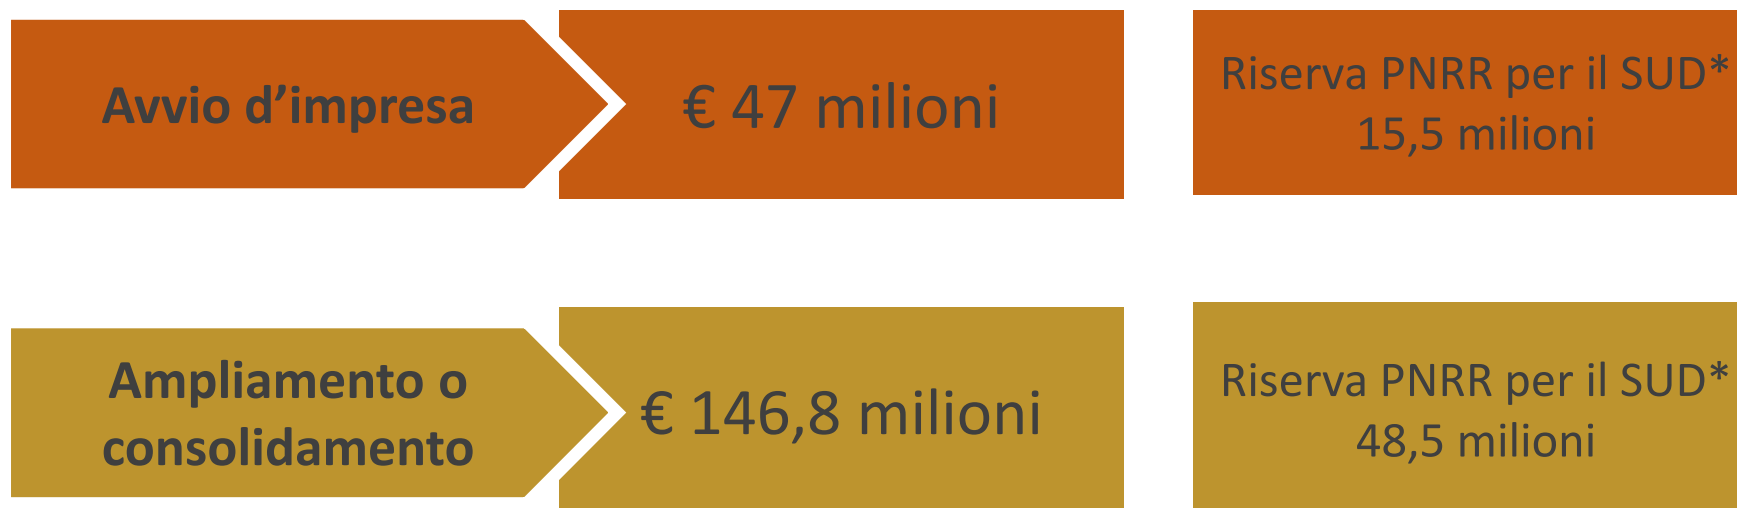 Avvio d’impresa
€ 47 milioni
Riserva PNRR per il SUD*
15,5 milioni
Ampliamento o
consolidamento
€ 146,8 milioni
Riserva PNRR per il SUD*
48,5 milioni